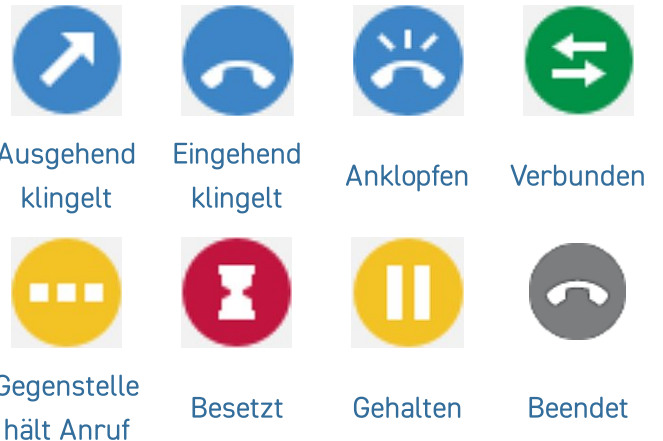 Ausgehend
klingelt
Eingehend
klingelt
Anklopfen
Verbunden
Gegenstelle
hält Anruf
Besetzt
Gehalten
Beendet